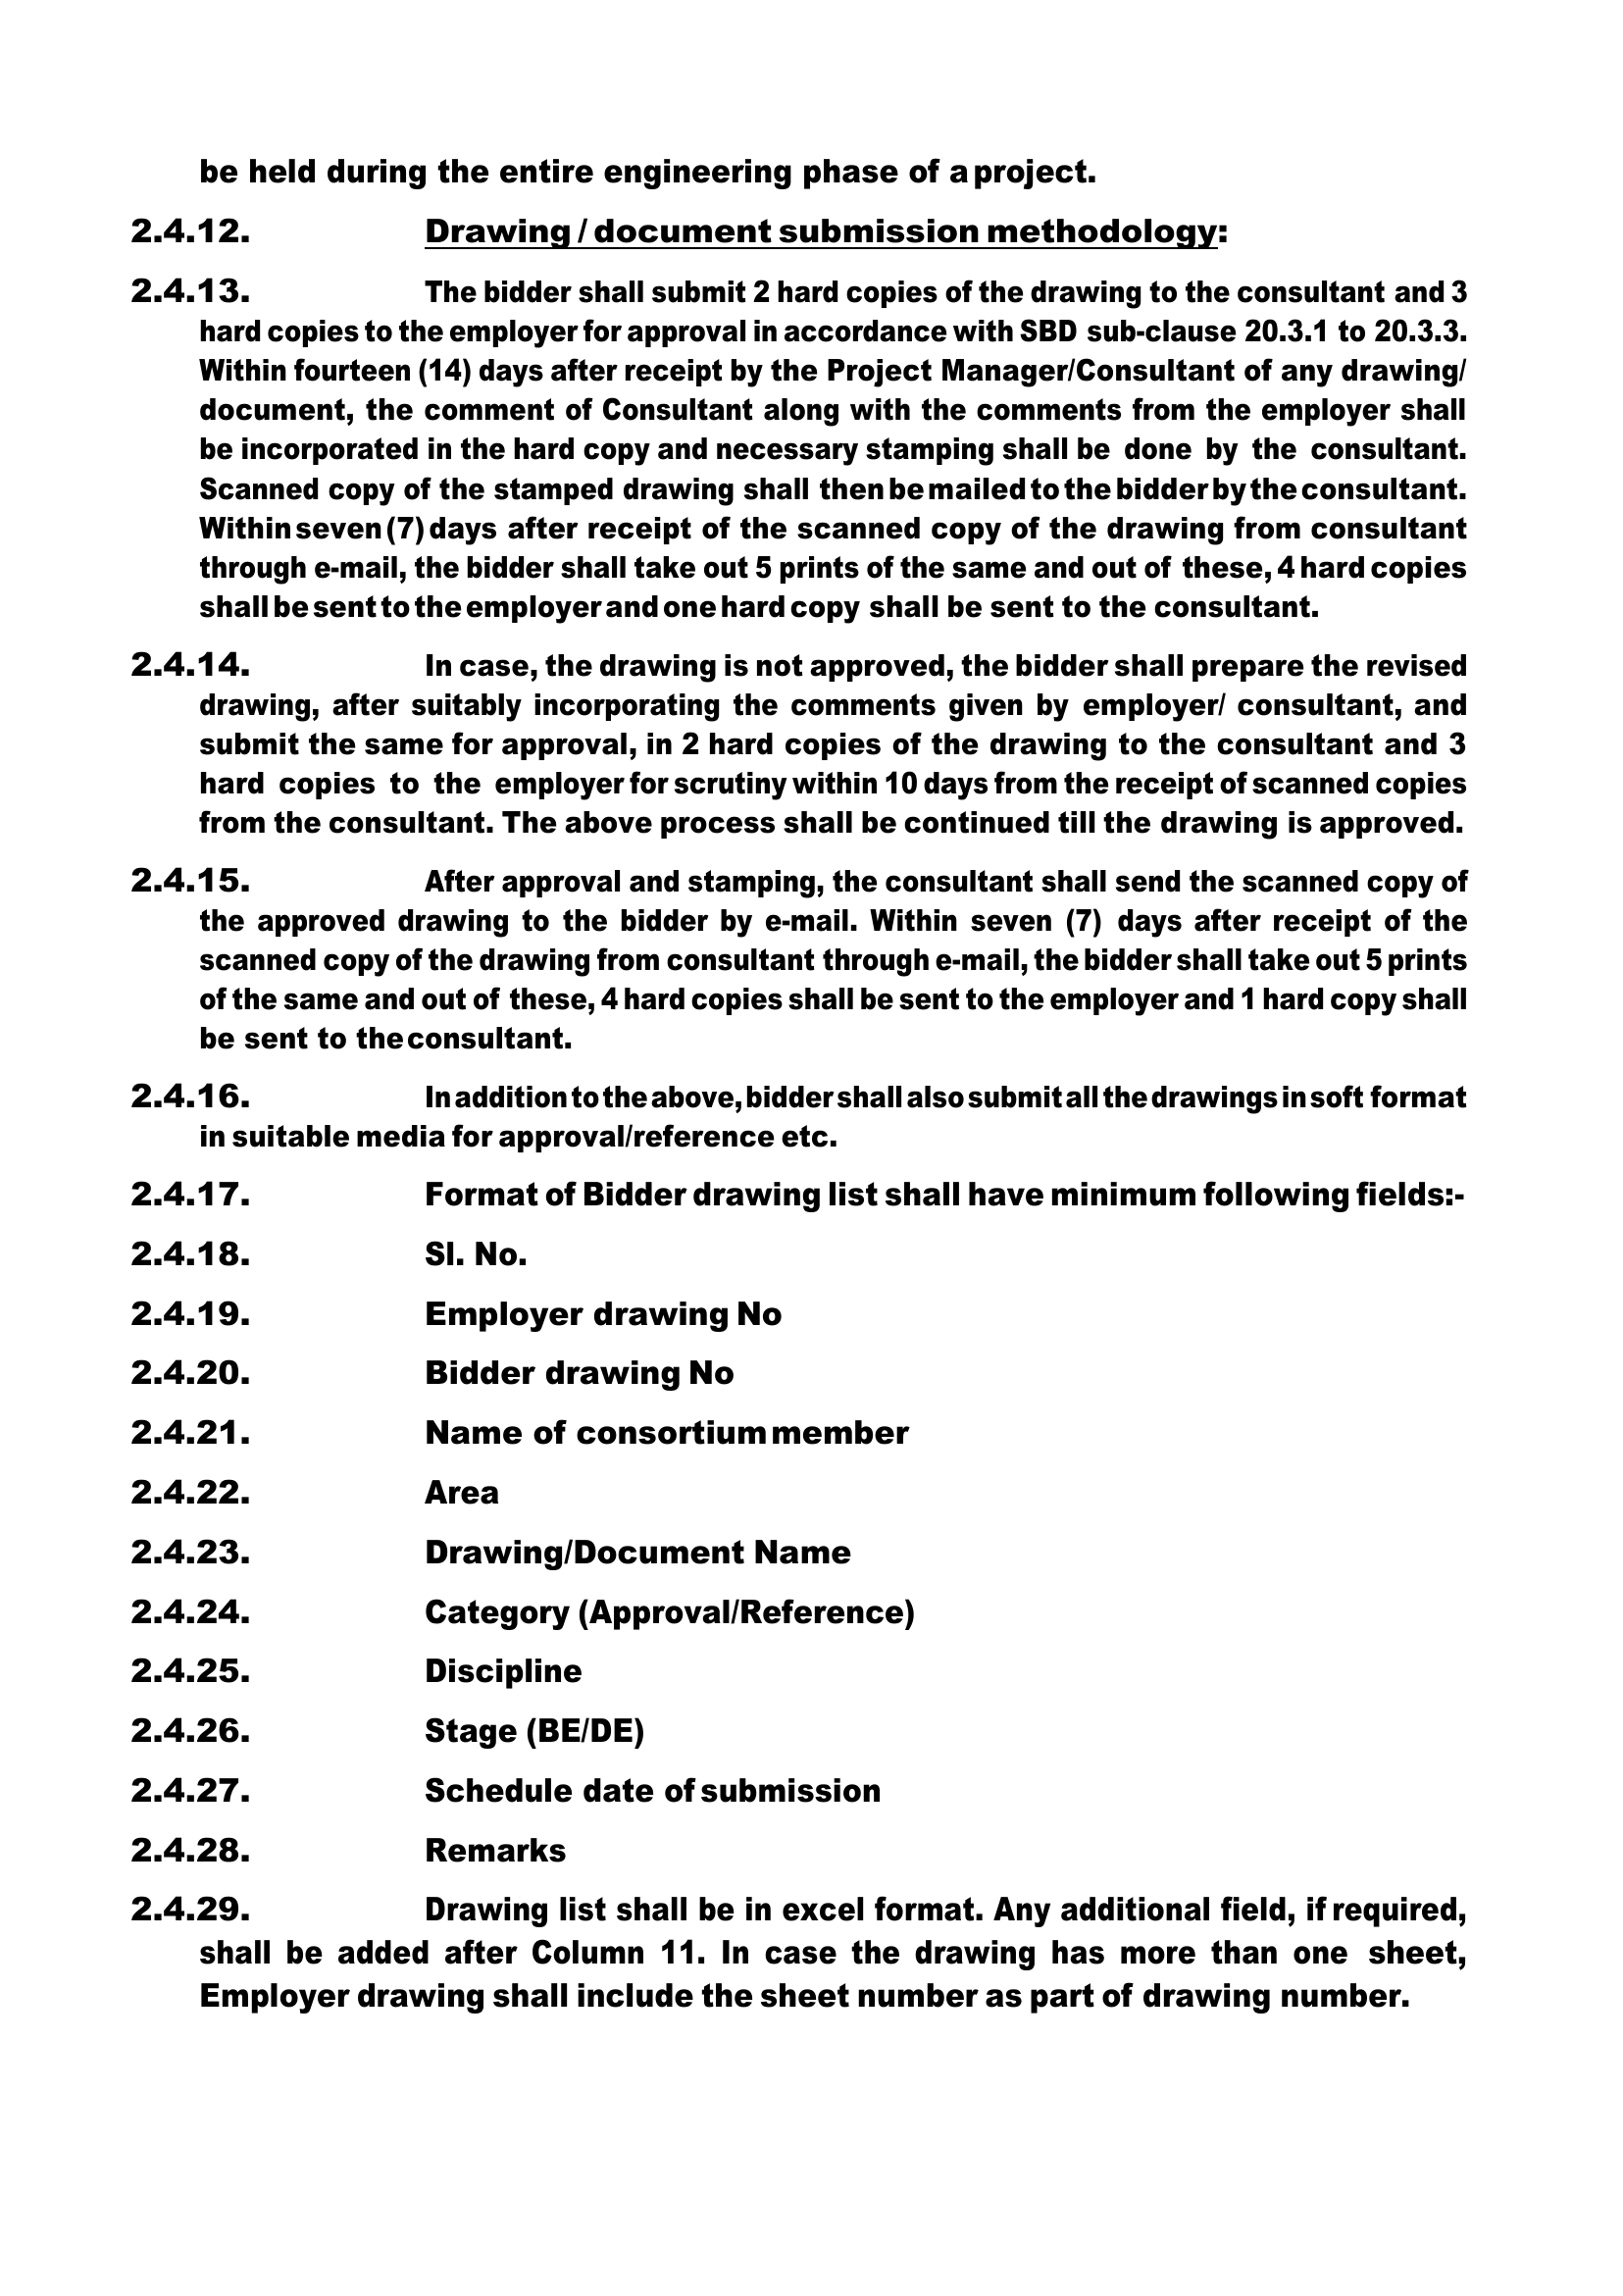 be held during the entire engineering phase of a project.
2.4.12. Drawing / document submission methodology:
2.4.13. The bidder shall submit 2 hard copies of the drawing to the consultant and 3
hard copies to the employer for approval in accordance with SBD sub-clause 20.3.1 to 20.3.3.
Within fourteen (14) days after receipt by the Project Manager/Consultant of any drawing/
document, the comment of Consultant along with the comments from the employer shall
be incorporated in the hard copy and necessary stamping shall be done by the consultant.
Scanned copy of the stamped drawing shall then be mailed to the bidder by the consultant.
Within seven (7) days after receipt of the scanned copy of the drawing from consultant
through e-mail, the bidder shall take out 5 prints of the same and out of these, 4 hard copies
shall be sent to the employer and one hard copy shall be sent to the consultant.
2.4.14. In case, the drawing is not approved, the bidder shall prepare the revised
drawing, after suitably incorporating the comments given by employer/ consultant, and
submit the same for approval, in 2 hard copies of the drawing to the consultant and 3
hard copies to the employer for scrutiny within 10 days from the receipt of scanned copies
from the consultant. The above process shall be continued till the drawing is approved.
2.4.15. After approval and stamping, the consultant shall send the scanned copy of
the approved drawing to the bidder by e-mail. Within seven (7) days after receipt of the
scanned copy of the drawing from consultant through e-mail, the bidder shall take out 5 prints
of the same and out of these, 4 hard copies shall be sent to the employer and 1 hard copy shall
be sent to the consultant.
2.4.16. In addition to the above, bidder shall also submit all the drawings in soft format
in suitable media for approval/reference etc.
2.4.17. Format of Bidder drawing list shall have minimum following fields:-
2.4.18. Sl. No.
2.4.19. Employer drawing No
2.4.20. Bidder drawing No
2.4.21. Name of consortium member
2.4.22. Area
2.4.23. Drawing/Document Name
2.4.24. Category (Approval/Reference)
2.4.25. Discipline
2.4.26. Stage (BE/DE)
2.4.27. Schedule date of submission
2.4.28. Remarks
2.4.29. Drawing list shall be in excel format. Any additional field, if required,
shall be added after Column 11. In case the drawing has more than one sheet,
Employer drawing shall include the sheet number as part of drawing number.